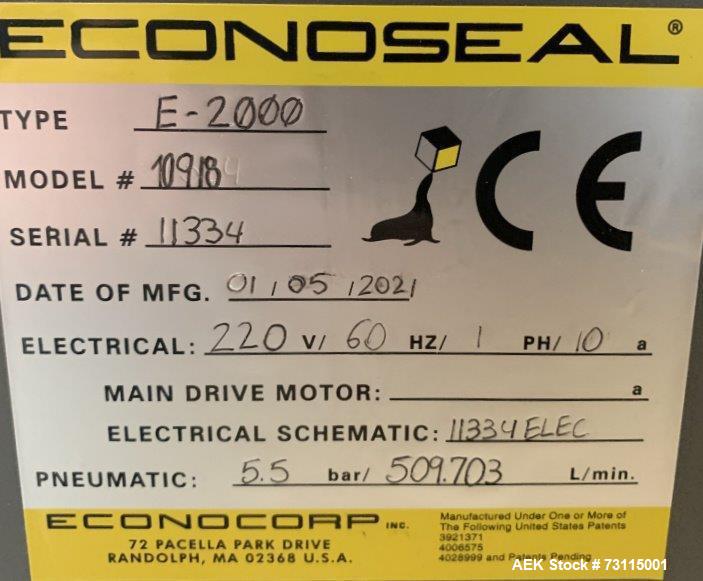 ECONOSEAL®
TYPE E-2000
MODEL # 109184
SERIAL # 11334
CE
DATE OF MFG. 01/05/2021
ELECTRICAL: 220 V/ 60 HZ/ 1 PH/ 10 a
MAIN DRIVE MOTOR: a
ELECTRICAL SCHEMATIC: 11334ELEC
PNEUMATIC: 5.5 bar/ 509.703 L/min.
ECONOCORP INC.
72 PACELLA PARK DRIVE
RANDOLPH, MA 02368 U.S.A.
Manufactured Under One or More of
The Following United States Patents
3921371
4006575
4028999 and Patents Pending
AEK Stock # 73115001